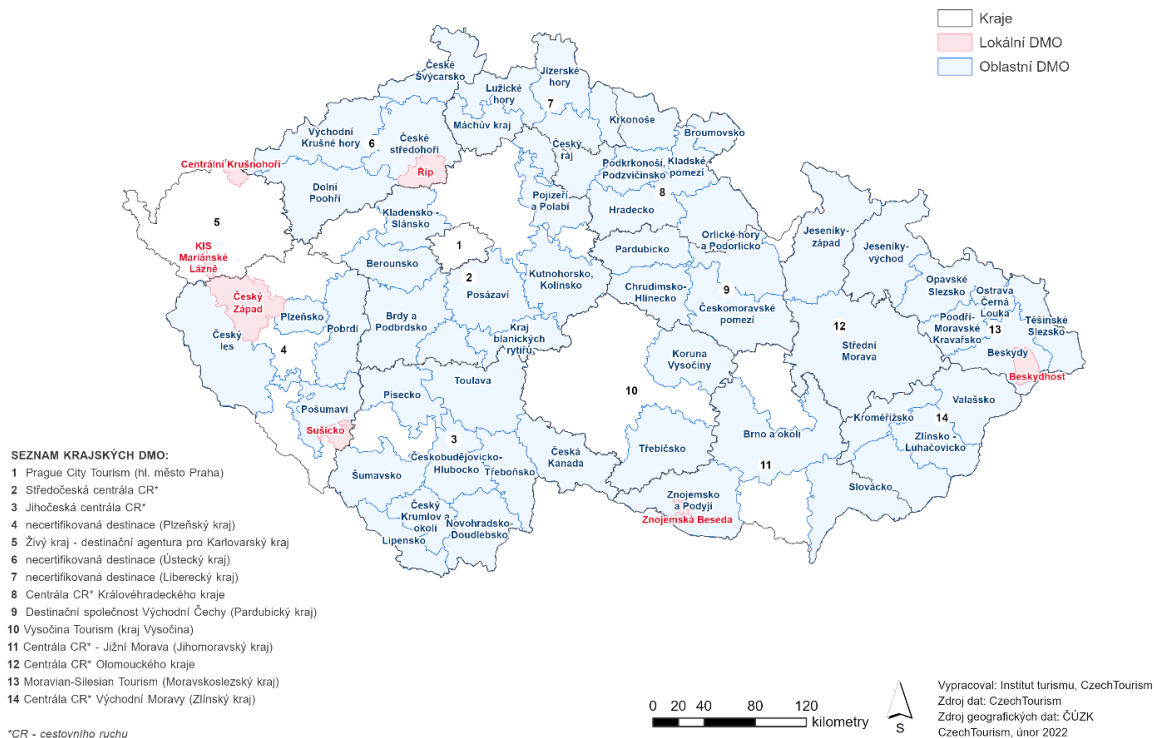 Kraje
Lokální DMO
Oblastní DMO
České
Švýcarsko
Lužické
hory
Jizerské
hory
7
Máchův kraj
Krkonoše
Broumovsko
Východní
Krušné hory
6
České
středohoří
Český
ráj
Podkrkonoší,
Podzvičinsko
Kladské
pomezí
Centrální Krušnohoří
Říp
Dolní
Poohří
8
Pojizeří
a Polabí
Hradecko
Kladensko-
Slánsko
5
Orlické hory
a Podorlicko
Jeseníky-
západ
Jeseníky-
východ
KIS
Mariánské
Lázně
1
Pardubicko
Berounsko
2
Posázaví
Kutnohorsko,
Kolínsko
Chrudimsko-
Hlinecko
9
Českomoravské
pomezí
Opavské
Slezsko
Ostrava
Černá
Louka
Český
Západ
Plzeňsko
Pobrdí
Brdy a
Podbrdsko
Kraj
blanických
rytířů
12
Střední
Morava
Poodří-
Moravské
Kravařsko
13
Těšínské
Slezsko
Český
les
4
Koruna
Vysočiny
Beskydy
Beskydhost
Toulava
Písecko
10
Valašsko
Pošumaví
Sušicko
Kroměřížsko
14
3
Třebíčsko
Brno a okolí
Zlínsko -
Luhačovicko
Českobudějovicko-
Hlubocko
Třeboňsko
Česká
Kanada
11
Šumavsko
Slovácko
Znojemsko
a Podyjí
Znojemská Beseda
Český
Krumlov a
okolí
Novohradsko-
Doudlebsko
Lipensko
SEZNAM KRAJSKÝCH DMO:
1 Prague City Tourism (hl. město Praha)
2 Středočeská centrála CR*
3 Jihočeská centrála CR*
4 necertifikovaná destinace (Plzeňský kraj)
5 Živý kraj - destinační agentura pro Karlovarský kraj
6 necertifikovaná destinace (Ústecký kraj)
7 necertifikovaná destinace (Liberecký kraj)
8 Centrála CR* Královéhradeckého kraje
9 Destinační společnost Východní Čechy (Pardubický kraj)
10 Vysočina Tourism (kraj Vysočina)
11 Centrála CR* - Jižní Morava (Jihomoravský kraj)
12 Centrála CR* Olomouckého kraje
13 Moravian-Silesian Tourism (Moravskoslezský kraj)
14 Centrála CR* Východní Moravy (Zlínský kraj)
*CR - cestovního ruchu
0 20 40 80 120
kilometry
S
Vypracoval: Institut turismu, CzechTourism
Zdroj dat: CzechTourism
Zdroj geografických dat: ČÚZK
CzechTourism, únor 2022